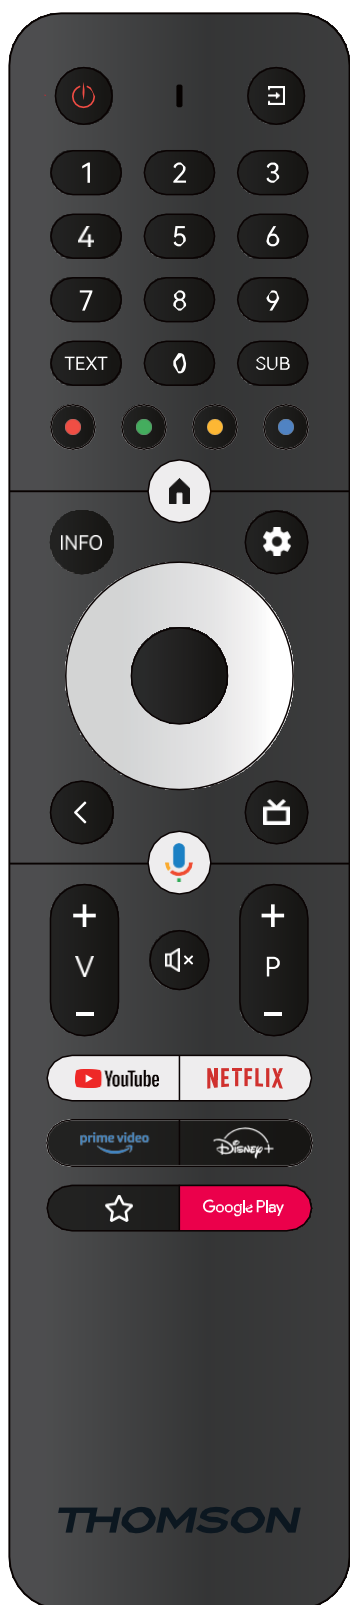 1 2 3
4 5 6
7 8 9
TEXT 0 SUB
INFO
+ +
V P
- -
YouTube NETFLIX
prime video Disney+
Google Play
THOMSON